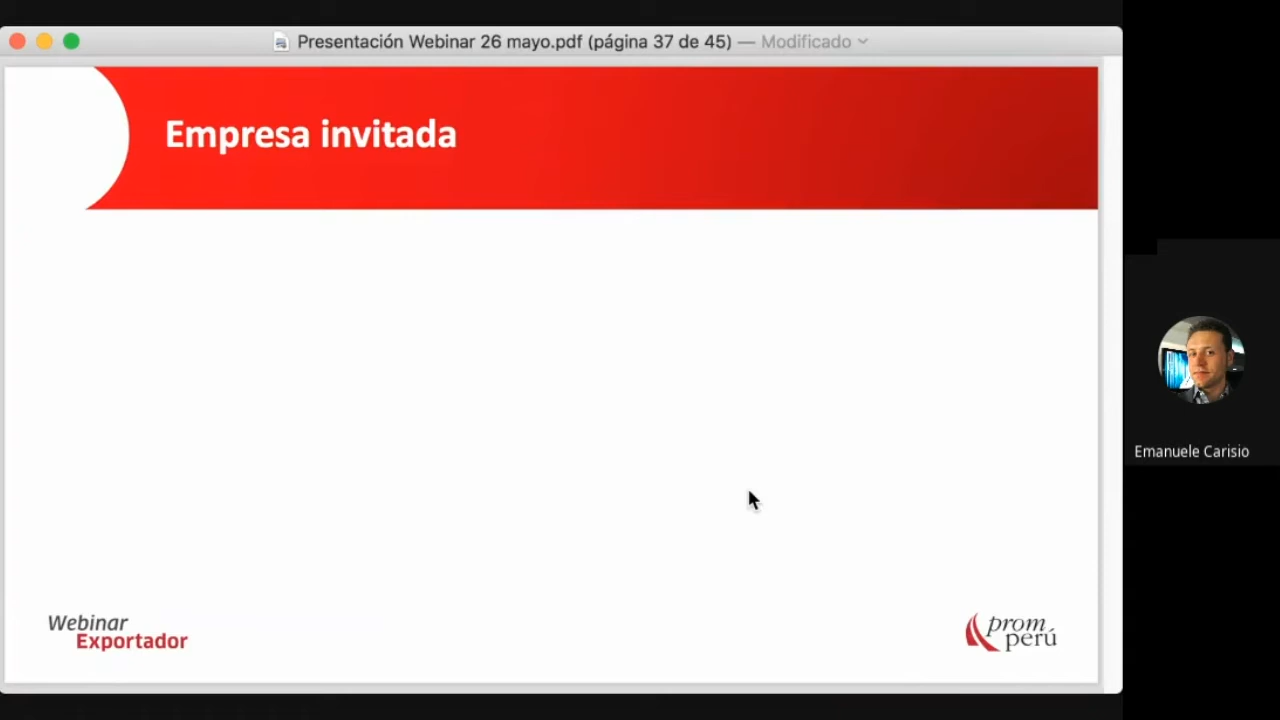 Presentación Webinar 26 mayo.pdf (página 37 de 45) — Modificado
Empresa invitada
Emanuele Carisio
Webinar
Exportador
prom
perú